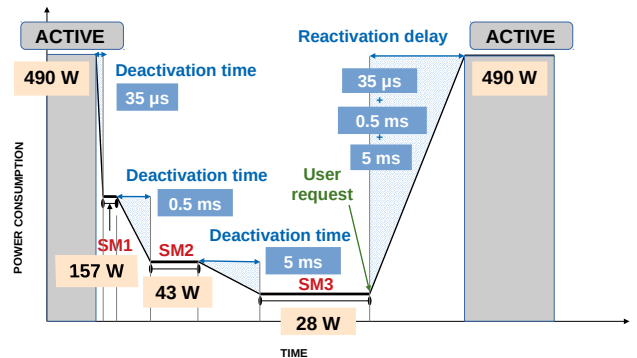 ACTIVE
Reactivation delay
ACTIVE
490 W
Deactivation time
35 µs
35 µs
+
0.5 ms
+
5 ms
490 W
Deactivation time
0.5 ms
User
request
Deactivation time
5 ms
SM1
157 W
SM2
43 W
SM3
28 W
POWER CONSUMPTION
TIME